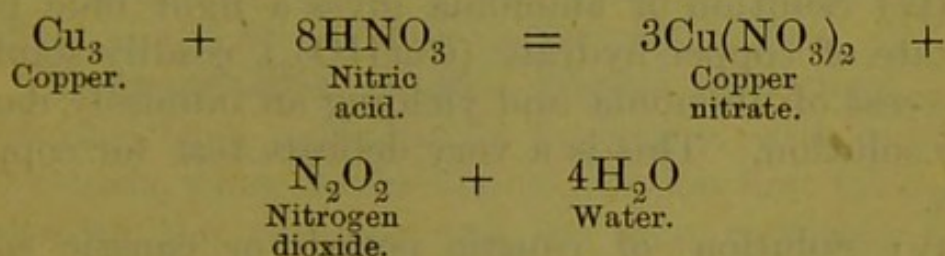 Cu₃ + 8HNO₃ = 3Cu(NO₃)₂ +
Copper. Nitric Copper
acid. nitrate.
N₂O₂ + 4H₂O
Nitrogen Water.
dioxide.